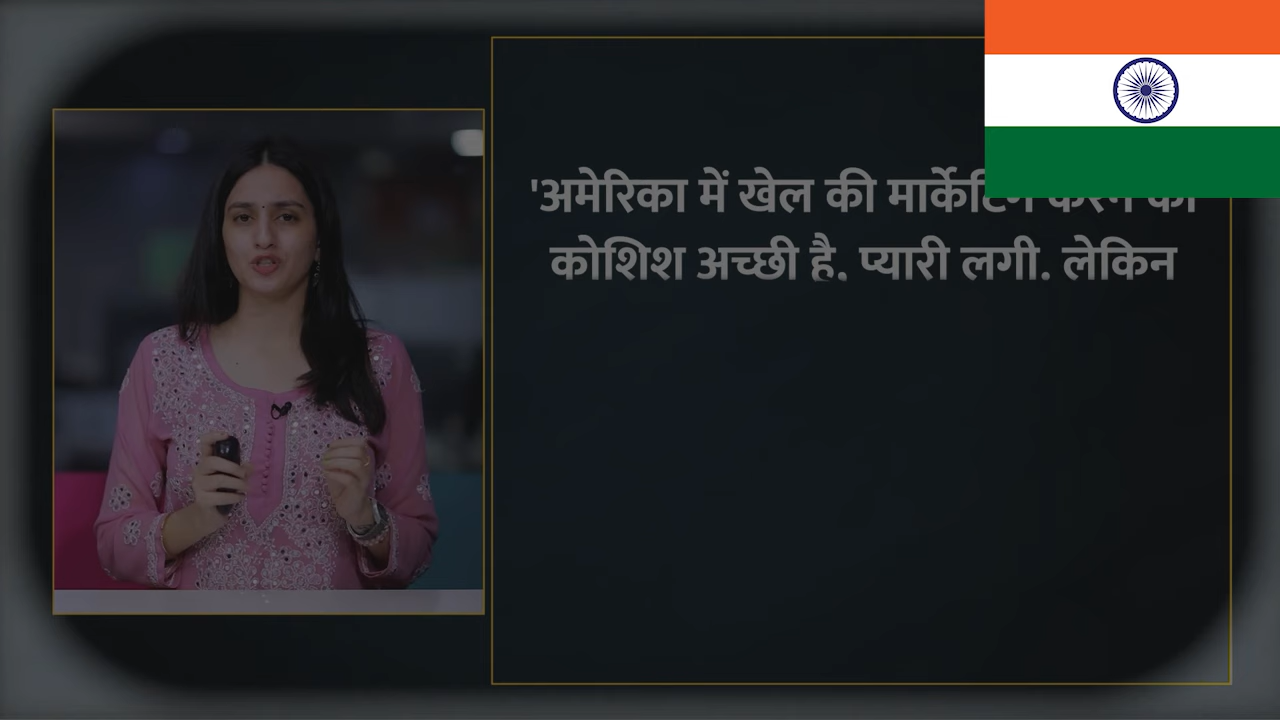 'अमेरिका में खेल की
कोशिश अच्छी है. प्यारी लगी. लेकिन